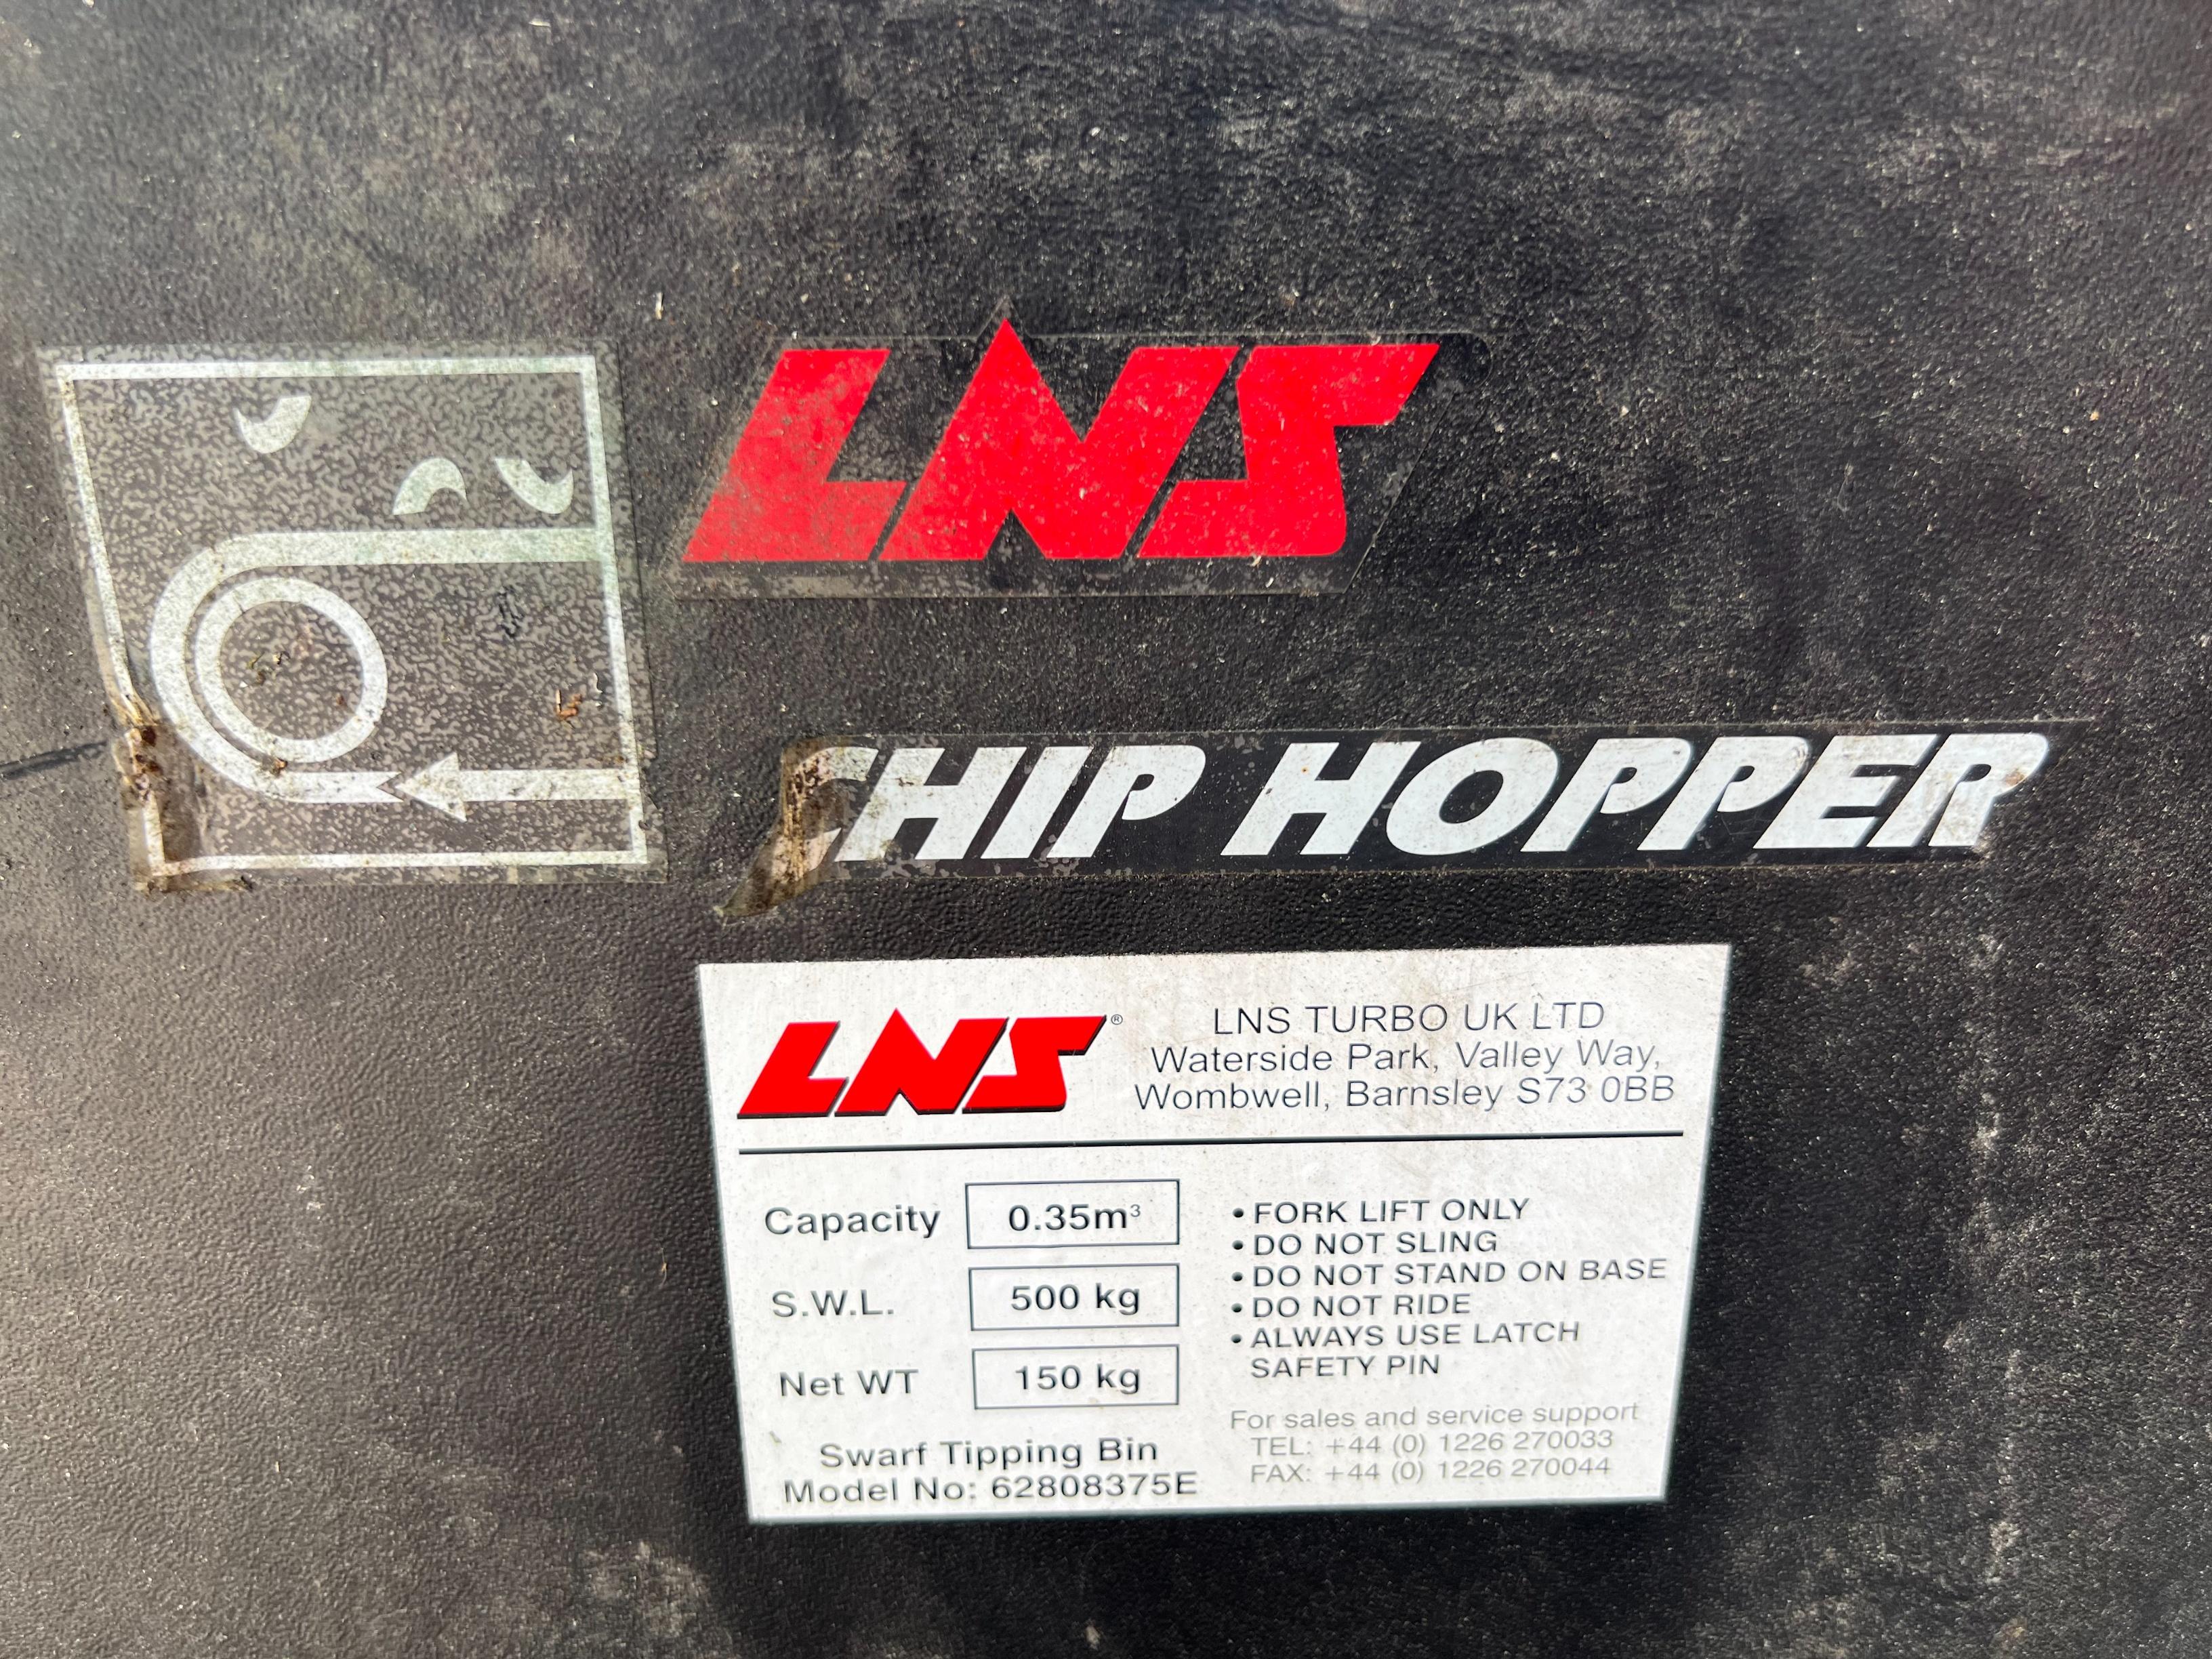 LNS
CHIP HOPPER
LNS®
LNS TURBO UK LTD
Waterside Park, Valley Way,
Wombwell, Barnsley S73 0BB
Capacity 0.35m³
S.W.L. 500 kg
Net WT 150 kg
Swarf Tipping Bin
Model No: 62808375E
• FORK LIFT ONLY
• DO NOT SLING
• DO NOT STAND ON BASE
• DO NOT RIDE
• ALWAYS USE LATCH
SAFETY PIN
For sales and service support
TEL: +44 (0) 1226 270033
FAX: +44 (0) 1226 270044